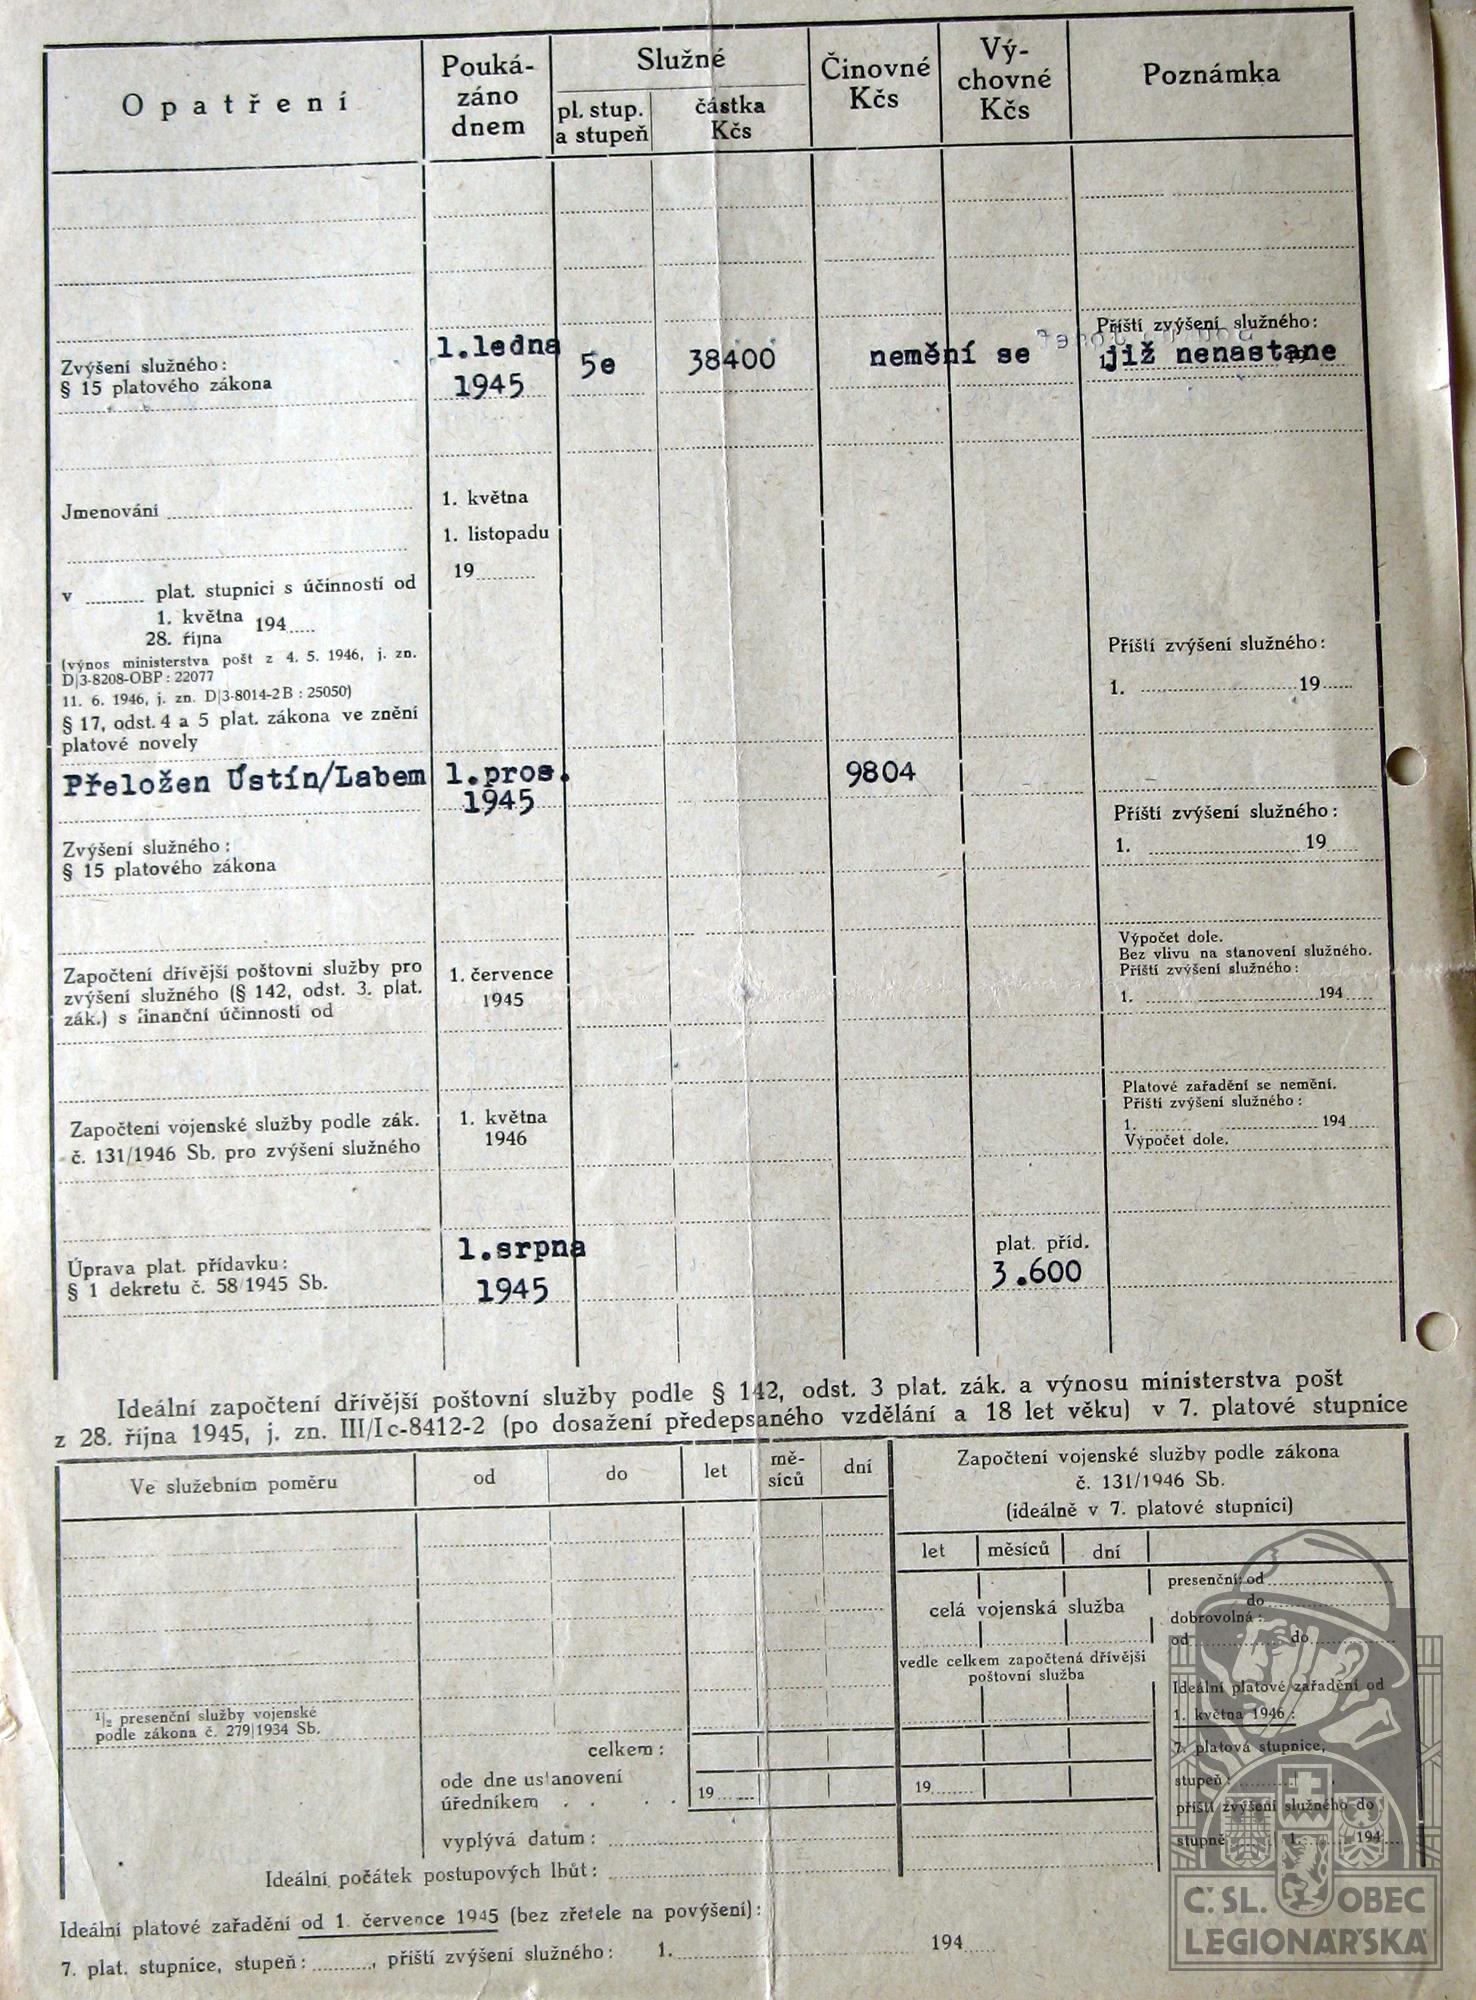 Opatření
Pouká-
záno
dnem
Služné
pl. stup.
a stupeň
částka
Kčs
Činovné
Kčs
Vý-
chovné
Kčs
Poznámka
Zvýšení služného:
§ 15 platového zákona
1.ledna
1945
5e
38400
nemění se
Příští zvýšení služného:
již nenastane
Jmenování
1. května
1. listopadu
19
v plat. stupnici s účinností od
1. května
28. října
194
(výnos ministerstva pošt z 4. 5. 1946, j. zn.
D|3-8208-OBP : 22077
11. 6. 1946, j. zn. D|3-8014-2B : 25050)
§ 17, odst. 4 a 5 plat. zákona ve znění
platové novely
Příští zvýšení služného:
1. 19
Přeložen Ústín/Labem
1.pros.
1945
9804
Zvýšení služného:
§ 15 platového zákona
Příští zvýšení služného:
1. 19
Započtení dřívější poštovní služby pro
zvýšení služného (§ 142, odst. 3. plat.
zák.) s finanční účinností od
1. července
1945
Výpočet dole.
Bez vlivu na stanovení služného.
Příští zvýšení služného:
1. 194
Započtení vojenské služby podle zák.
č. 131/1946 Sb. pro zvýšení služného
1. května
1946
Platové zařadění se nemění.
Příští zvýšení služného:
1. 194
Výpočet dole.
Úprava plat. přídavku:
§ 1 dekretu č. 58/1945 Sb.
1.srpna
1945
plat. příd.
3.600
Ideální započtení dřívější poštovní služby podle § 142, odst. 3 plat. zák. a výnosu ministerstva pošt
z 28. října 1945, j. zn. III/Ic-8412-2 (po dosažení předepsaného vzdělání a 18 let věku) v 7. platové stupnice
Ve služebním poměru
od
do
let
mě-
síců
dní
Započtení vojenské služby podle zákona
č. 131/1946 Sb.
(ideálně v 7. platové stupnici)
let
měsíců
dní
presenční: od
do
celá vojenská služba
dobrovolná:
od do
vedle celkem započtená dřívější
poštovní služba
Ideální platové zařadění od
1. května 1946:
½ presenční služby vojenské
podle zákona č. 279|1934 Sb.
celkem:
7. platová stupnice,
ode dne ustanovení
úředníkem . . . .
19
19
stupeň:
příští zvýšení služného do
stupně 1. 194
vyplývá datum:
Ideální počátek postupových lhůt:
Ideální platové zařadění od 1. července 1945 (bez zřetele na povýšení):
7. plat. stupnice, stupeň: , příští zvýšení služného: 1. 194
Č. SL. OBEC
LEGIONÁŘSKÁ